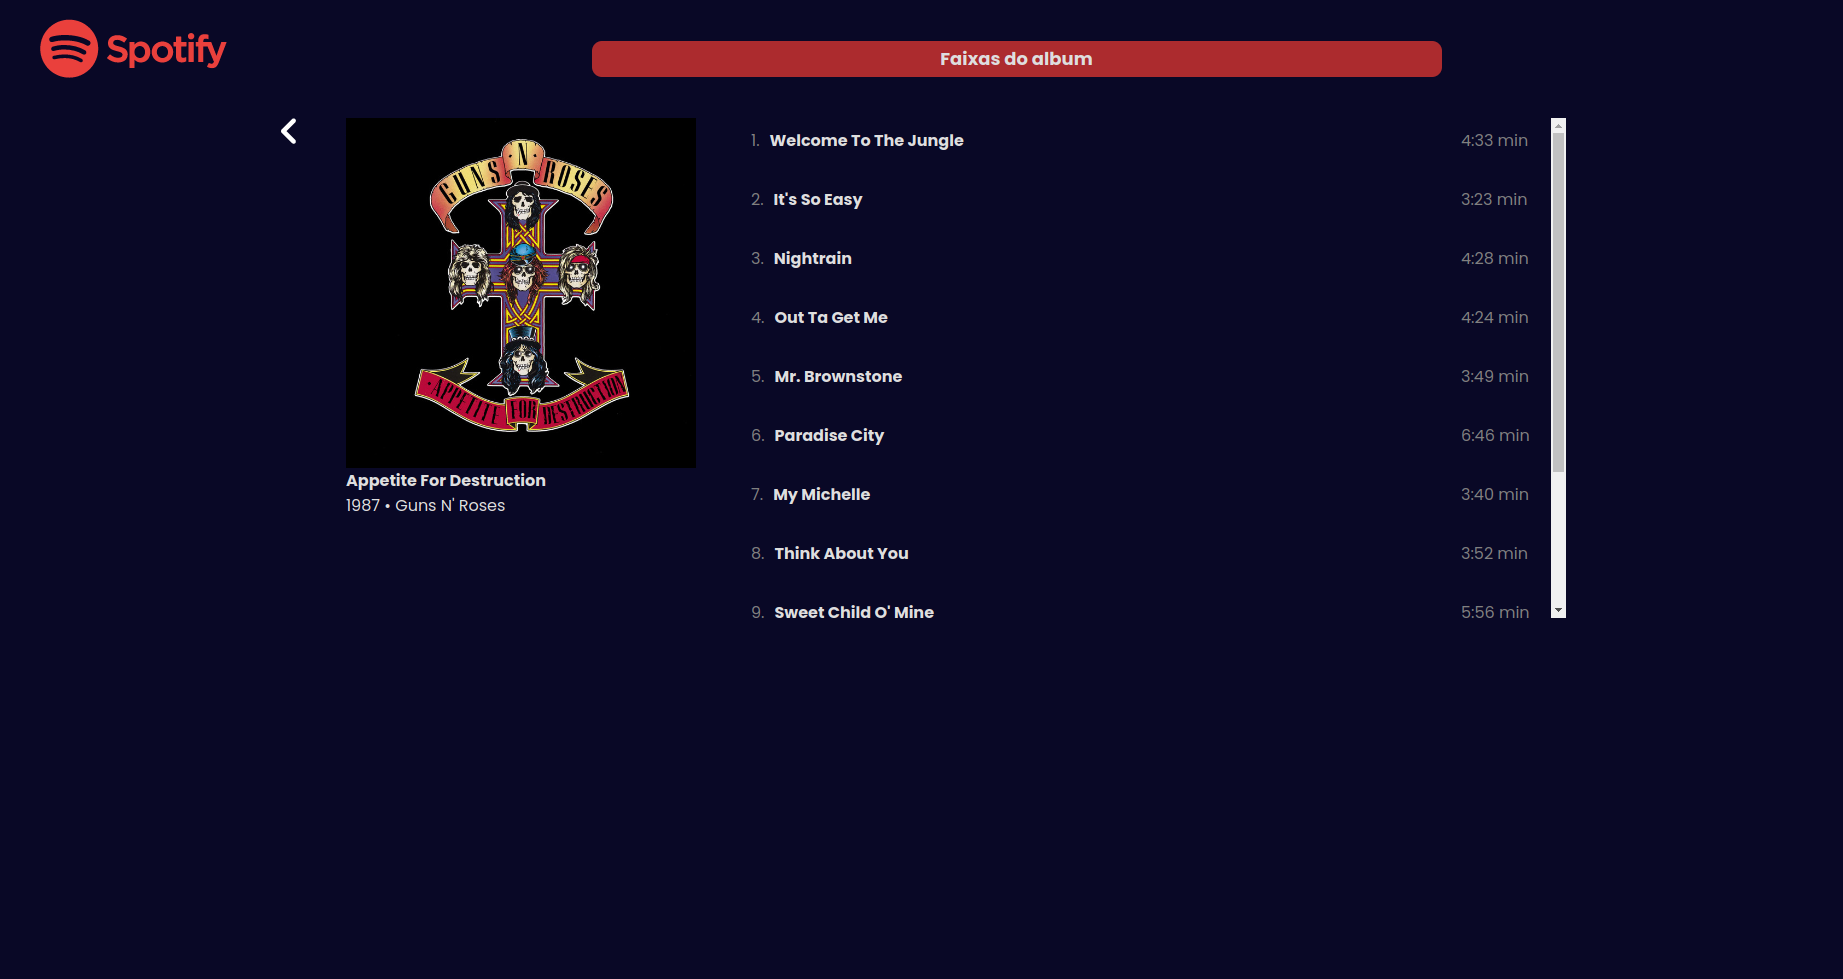 Spotify
Faixas do album
GUNS N' ROSES
APPETITE FOR DESTRUCTION
Appetite For Destruction
1987 • Guns N' Roses
1. Welcome To The Jungle 4:33 min
2. It's So Easy 3:23 min
3. Nightrain 4:28 min
4. Out Ta Get Me 4:24 min
5. Mr. Brownstone 3:49 min
6. Paradise City 6:46 min
7. My Michelle 3:40 min
8. Think About You 3:52 min
9. Sweet Child O' Mine 5:56 min